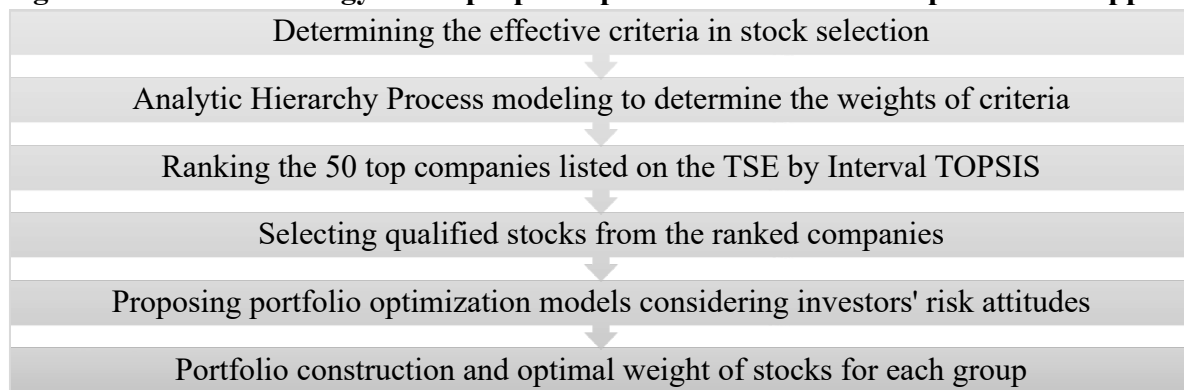 Determining the effective criteria in stock selection
Analytic Hierarchy Process modeling to determine the weights of criteria
Ranking the 50 top companies listed on the TSE by Interval TOPSIS
Selecting qualified stocks from the ranked companies
Proposing portfolio optimization models considering investors' risk attitudes
Portfolio construction and optimal weight of stocks for each group